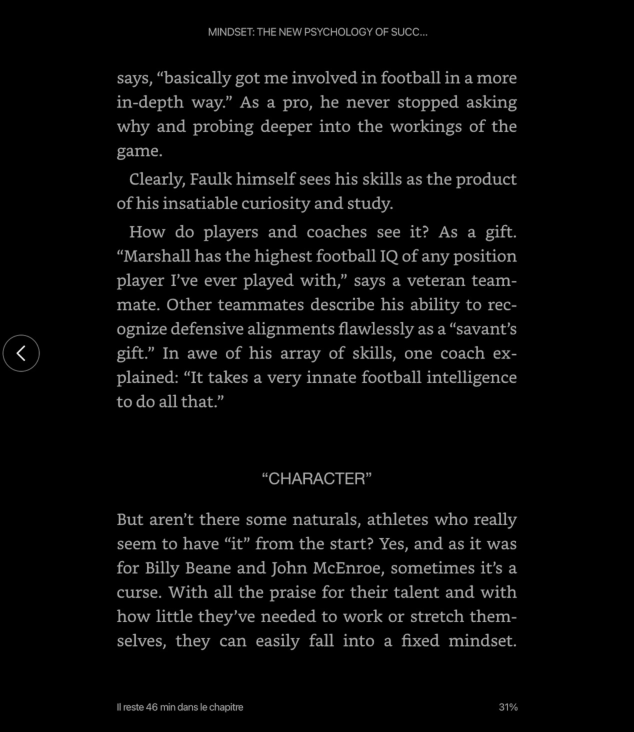 MINDSET: THE NEW PSYCHOLOGY OF SUCC...
says, “basically got me involved in football in a more
in-depth way.” As a pro, he never stopped asking
why and probing deeper into the workings of the
game.
Clearly, Faulk himself sees his skills as the product
of his insatiable curiosity and study.
How do players and coaches see it? As a gift.
“Marshall has the highest football IQ of any position
player I’ve ever played with,” says a veteran team-
mate. Other teammates describe his ability to rec-
ognize defensive alignments flawlessly as a “savant’s
gift.” In awe of his array of skills, one coach ex-
plained: “It takes a very innate football intelligence
to do all that.”
“CHARACTER”
But aren’t there some naturals, athletes who really
seem to have “it” from the start? Yes, and as it was
for Billy Beane and John McEnroe, sometimes it’s a
curse. With all the praise for their talent and with
how little they’ve needed to work or stretch them-
selves, they can easily fall into a fixed mindset.
Il reste 46 min dans le chapitre
31%